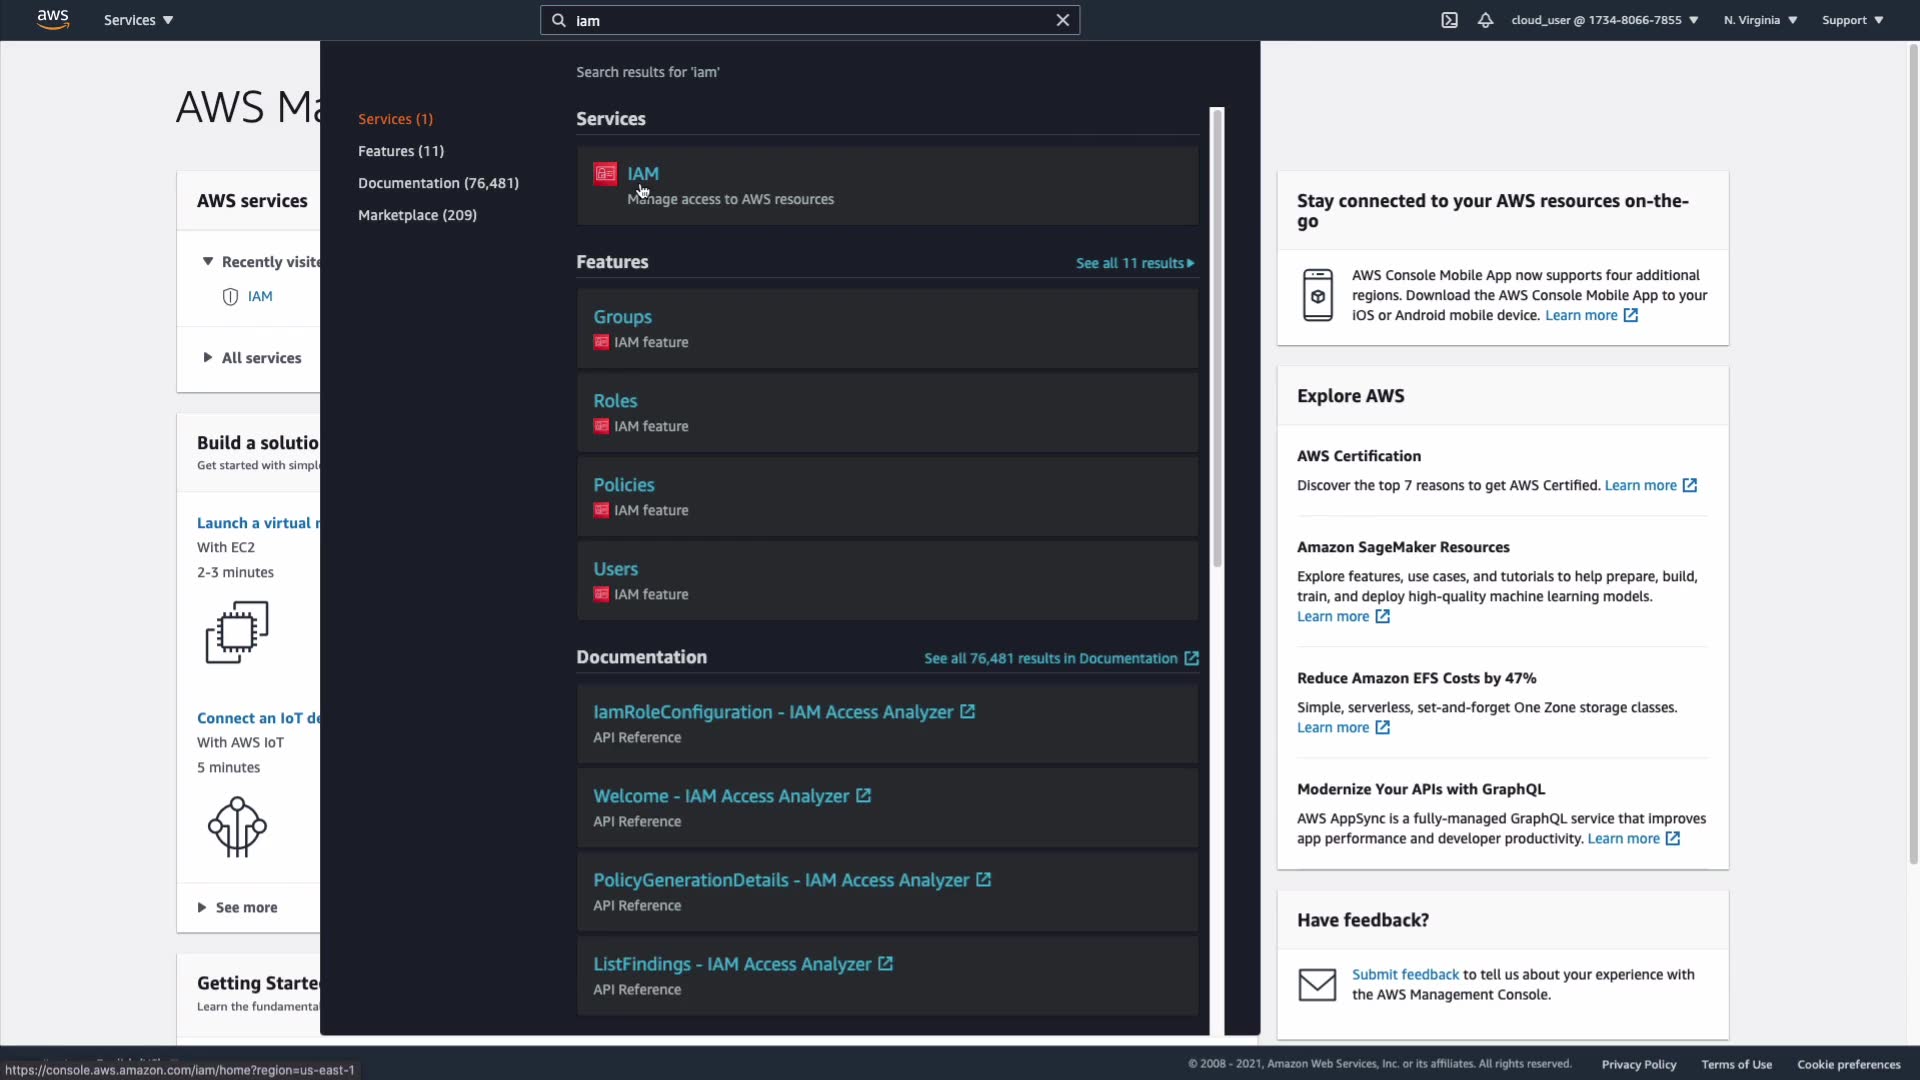 aws
Services
iam
cloud_user @ 1734-8066-7855
N. Virginia
Support
AWS Ma
Search results for 'iam'
Services (1)
Features (11)
Documentation (76,481)
Marketplace (209)
Services
IAM
Manage access to AWS resources
Features
See all 11 results
Groups
IAM feature
Roles
IAM feature
Policies
IAM feature
Users
IAM feature
Documentation
See all 76,481 results in Documentation
IamRoleConfiguration - IAM Access Analyzer
API Reference
Welcome - IAM Access Analyzer
API Reference
PolicyGenerationDetails - IAM Access Analyzer
API Reference
ListFindings - IAM Access Analyzer
API Reference
AWS services
Recently visite
IAM
All services
Build a solutio
Get started with simple
Launch a virtual
With EC2
2-3 minutes
Connect an IoT de
With AWS IoT
5 minutes
See more
Getting Starte
Learn the fundamenta
Stay connected to your AWS resources on-the-
go
AWS Console Mobile App now supports four additional
regions. Download the AWS Console Mobile App to your
iOS or Android mobile device. Learn more
Explore AWS
AWS Certification
Discover the top 7 reasons to get AWS Certified. Learn more
Amazon SageMaker Resources
Explore features, use cases, and tutorials to help prepare, build,
train, and deploy high-quality machine learning models.
Learn more
Reduce Amazon EFS Costs by 47%
Simple, serverless, set-and-forget One Zone storage classes.
Learn more
Modernize Your APIs with GraphQL
AWS AppSync is a fully-managed GraphQL service that improves
app performance and developer productivity. Learn more
Have feedback?
Submit feedback to tell us about your experience with
the AWS Management Console.
https://console.aws.amazon.com/iam/home?region=us-east-1
© 2008 - 2021, Amazon Web Services, Inc. or its affiliates. All rights reserved.
Privacy Policy
Terms of Use
Cookie preferences